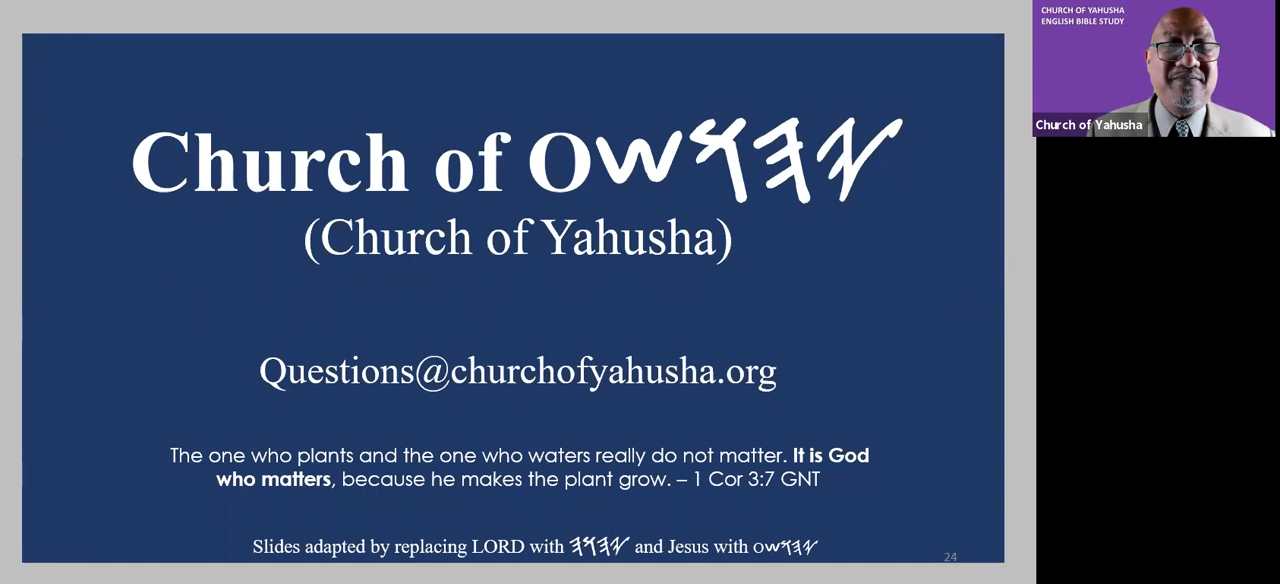 CHURCH OF YAHUSHA
ENGLISH BIBLE STUDY
Church of Yahusha
Church of 𐤉𐤄𐤅𐤔𐤏
(Church of Yahusha)
Questions@churchofyahusha.org
The one who plants and the one who waters really do not matter. It is God
who matters, because he makes the plant grow. – 1 Cor 3:7 GNT
Slides adapted by replacing LORD with 𐤉𐤄𐤅𐤄 and Jesus with 𐤉𐤄𐤅𐤔𐤏
24